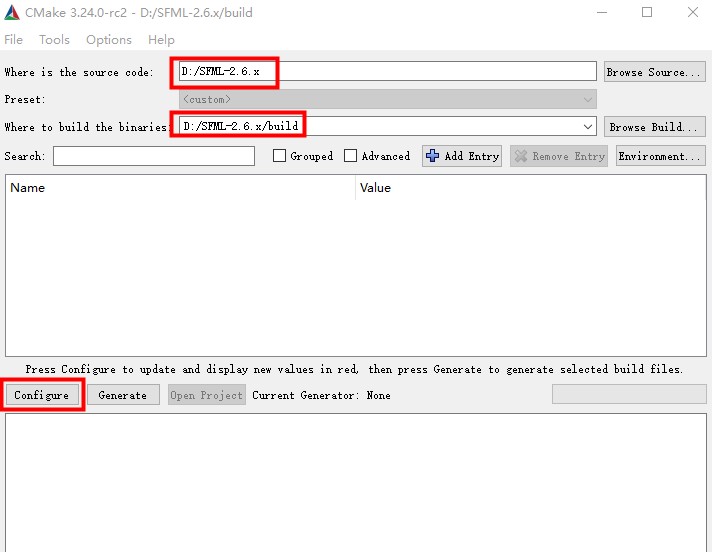 CMake 3.24.0-rc2 - D:/SFML-2.6.x/build
File Tools Options Help
Where is the source code: D:/SFML-2.6.x Browse Source...
Preset: <custom>
Where to build the binaries: D:/SFML-2.6.x/build Browse Build...
Search: Grouped Advanced Add Entry Remove Entry Environment...
Name Value
Press Configure to update and display new values in red, then press Generate to generate selected build files.
Configure Generate Open Project Current Generator: None